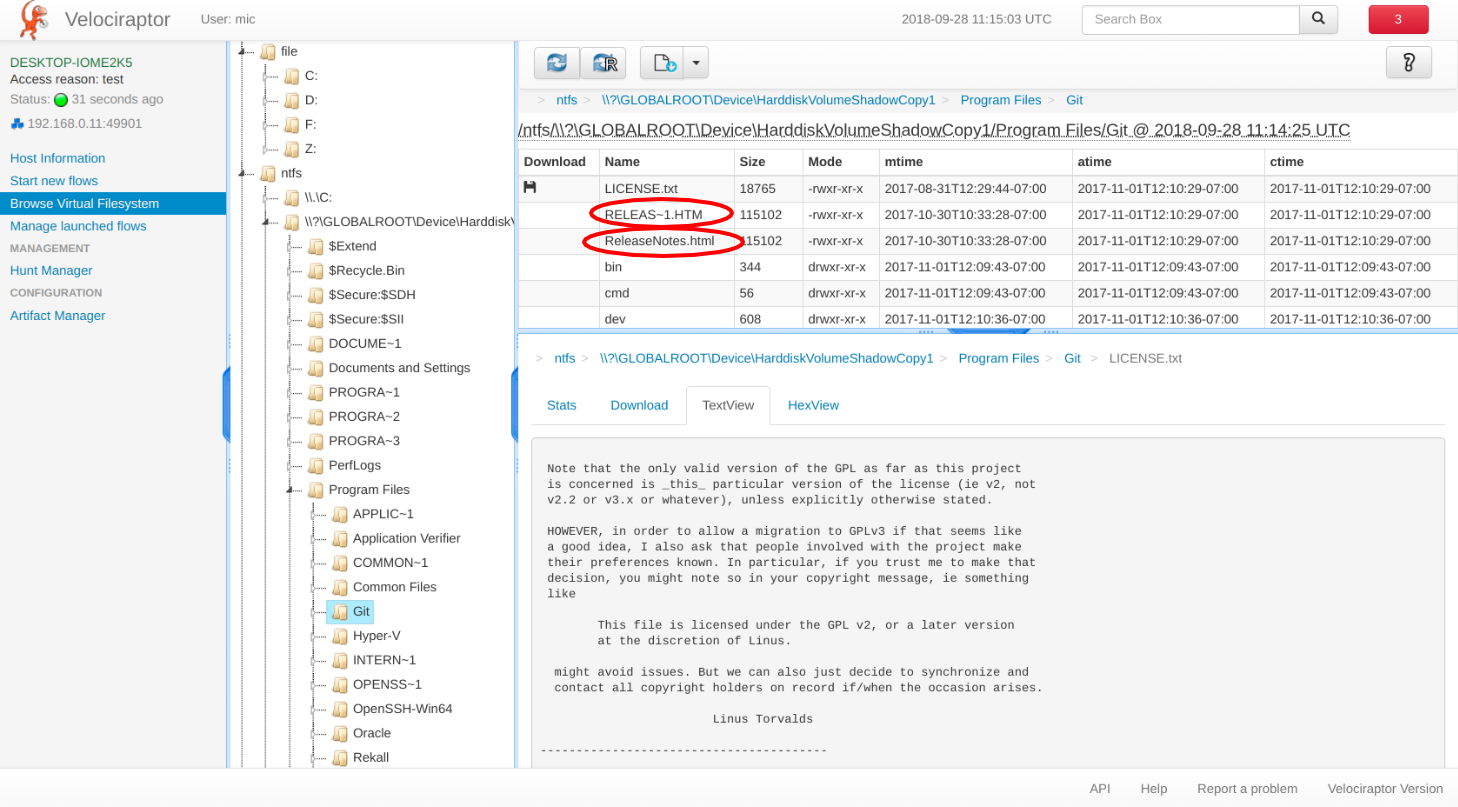 Velociraptor User: mic 2018-09-28 11:15:03 UTC Search Box 3
DESKTOP-IOME2K5
Access reason: test
Status: 31 seconds ago
192.168.0.11:49901
Host Information
Start new flows
Browse Virtual Filesystem
Manage launched flows
MANAGEMENT
Hunt Manager
CONFIGURATION
Artifact Manager
file
C:
D:
F:
Z:
ntfs
\\.\C:
\\?\GLOBALROOT\Device\Harddisk
$Extend
$Recycle.Bin
$Secure:$SDH
$Secure:$SII
DOCUME~1
Documents and Settings
PROGRA~1
PROGRA~2
PROGRA~3
PerfLogs
Program Files
APPLIC~1
Application Verifier
COMMON~1
Common Files
Git
Hyper-V
INTERN~1
OPENSS~1
OpenSSH-Win64
Oracle
Rekall
R ?
> ntfs > \\?\GLOBALROOT\Device\HarddiskVolumeShadowCopy1 > Program Files > Git
/ntfs/\\?\GLOBALROOT\Device\HarddiskVolumeShadowCopy1/Program Files/Git @ 2018-09-28 11:14:25 UTC
Download Name Size Mode mtime atime ctime
LICENSE.txt 18765 -rwxr-xr-x 2017-08-31T12:29:44-07:00 2017-11-01T12:10:29-07:00 2017-11-01T12:10:29-07:00
RELEAS~1.HTM 115102 -rwxr-xr-x 2017-10-30T10:33:28-07:00 2017-11-01T12:10:29-07:00 2017-11-01T12:10:29-07:00
ReleaseNotes.html 115102 -rwxr-xr-x 2017-10-30T10:33:28-07:00 2017-11-01T12:10:29-07:00 2017-11-01T12:10:29-07:00
bin 344 drwxr-xr-x 2017-11-01T12:09:43-07:00 2017-11-01T12:09:43-07:00 2017-11-01T12:09:43-07:00
cmd 56 drwxr-xr-x 2017-11-01T12:09:43-07:00 2017-11-01T12:09:43-07:00 2017-11-01T12:09:43-07:00
dev 608 drwxr-xr-x 2017-11-01T12:10:36-07:00 2017-11-01T12:10:36-07:00 2017-11-01T12:10:36-07:00
> ntfs > \\?\GLOBALROOT\Device\HarddiskVolumeShadowCopy1 > Program Files > Git > LICENSE.txt
Stats Download TextView HexView
Note that the only valid version of the GPL as far as this project
is concerned is _this_ particular version of the license (ie v2, not
v2.2 or v3.x or whatever), unless explicitly otherwise stated.
HOWEVER, in order to allow a migration to GPLv3 if that seems like
a good idea, I also ask that people involved with the project make
their preferences known. In particular, if you trust me to make that
decision, you might note so in your copyright message, ie something
like
This file is licensed under the GPL v2, or a later version
at the discretion of Linus.
might avoid issues. But we can also just decide to synchronize and
contact all copyright holders on record if/when the occasion arises.
Linus Torvalds
----------------------------------------
API Help Report a problem Velociraptor Version